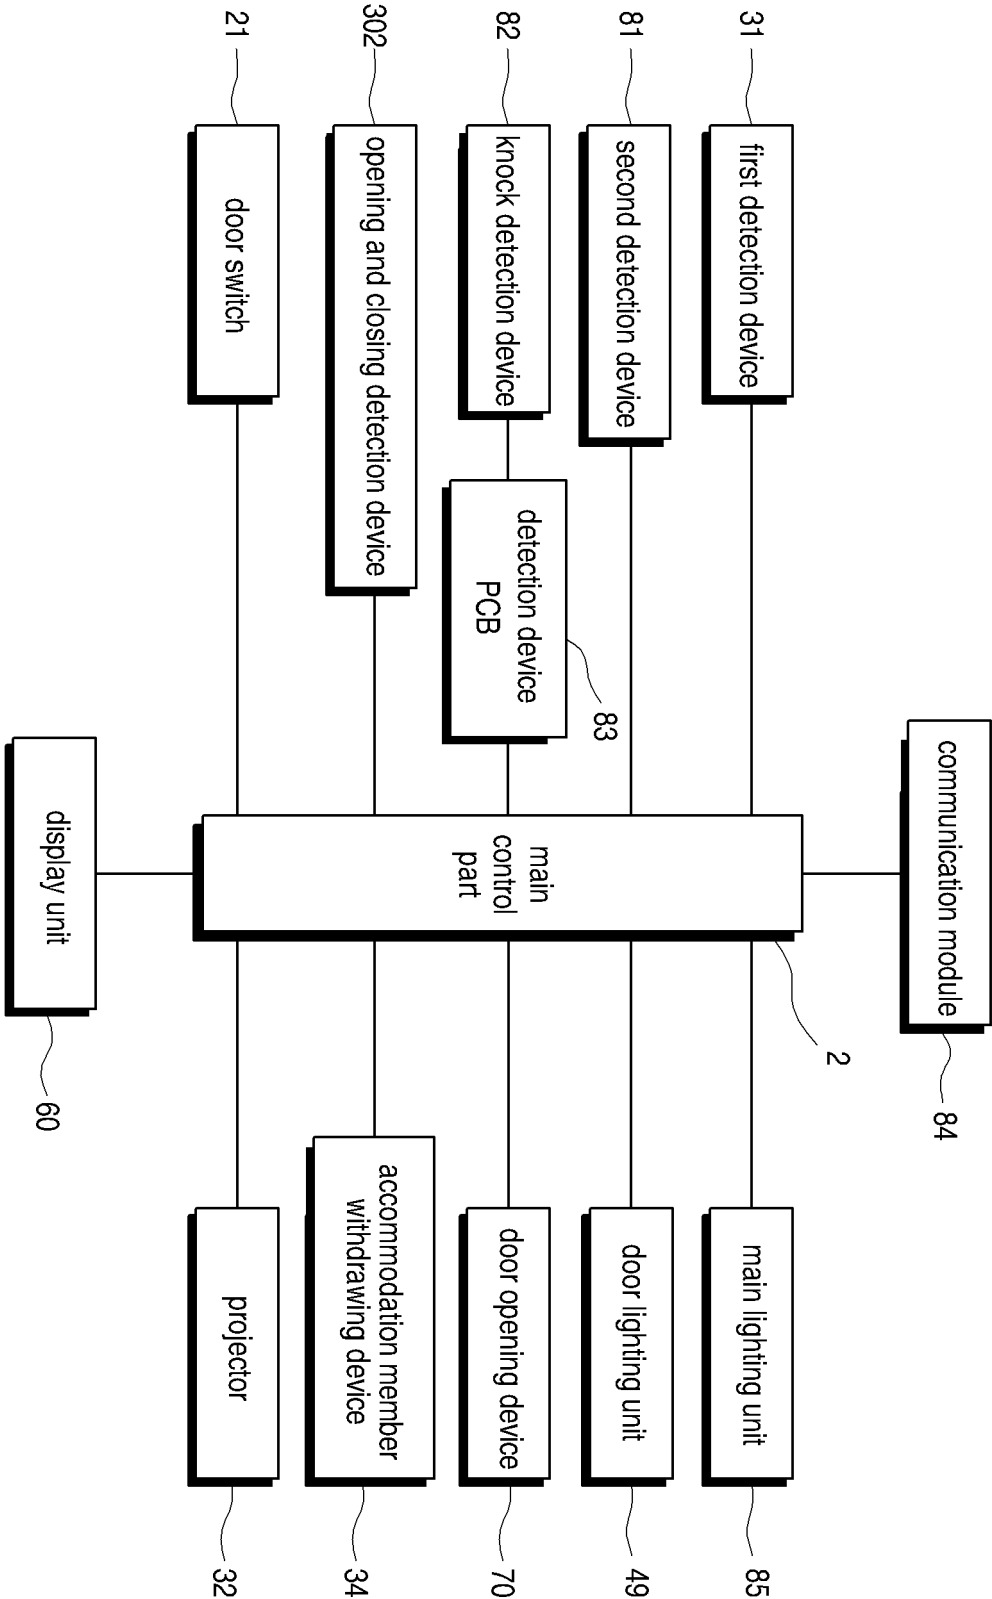 communication module
84
31
first detection device
main lighting unit
85
81
second detection device
door lighting unit
49
82
knock detection device
detection device
PCB
83
main
control
part
2
door opening device
70
302
opening and closing detection device
accommodation member
withdrawing device
34
21
door switch
projector
32
display unit
60